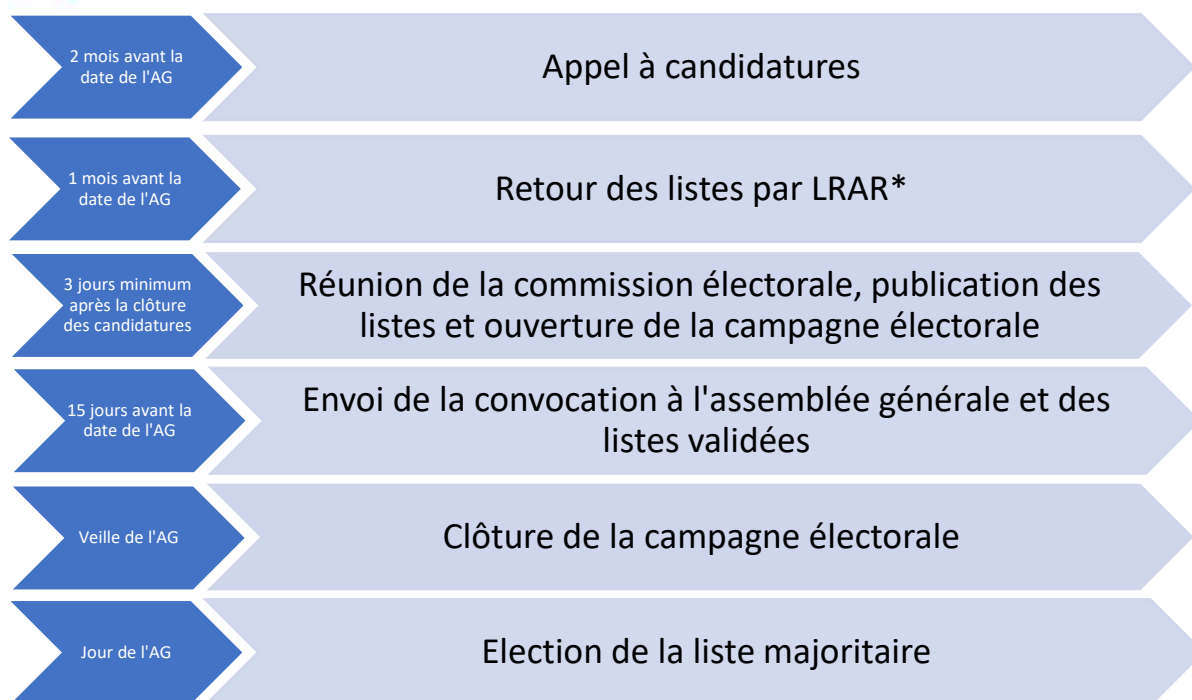 2 mois avant la
date de l'AG
Appel à candidatures
1 mois avant la
date de l'AG
Retour des listes par LRAR*
3 jours minimum
après la clôture
des candidatures
Réunion de la commission électorale, publication des
listes et ouverture de la campagne électorale
15 jours avant la
date de l'AG
Envoi de la convocation à l'assemblée générale et des
listes validées
Veille de l'AG
Clôture de la campagne électorale
Jour de l'AG
Election de la liste majoritaire